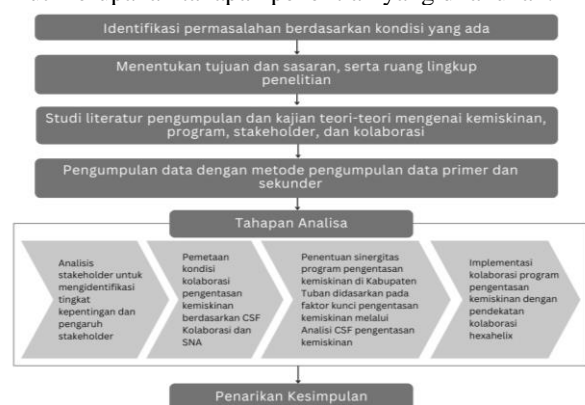 Identifikasi permasalahan berdasarkan kondisi yang ada
Menentukan tujuan dan sasaran, serta ruang lingkup
penelitian
Studi literatur pengumpulan dan kajian teori-teori mengenai kemiskinan,
program, stakeholder, dan kolaborasi
Pengumpulan data dengan metode pengumpulan data primer dan
sekunder
Tahapan Analisa
Analisis
stakeholder untuk
mengidentifikasi
tingkat
kepentingan dan
pengaruh
stakeholder
Pemetaan
kondisi
kolaborasi
pengentasan
kemiskinan
berdasarkan CSF
Kolaborasi dan
SNA
Penentuan sinergitas
program pengentasan
kemiskinan di Kabupaten
Tuban didasarkan pada
faktor kunci pengentasan
kemiskinan melalui
Analisi CSF pengentasan
kemiskinan
Implementasi
kolaborasi program
pengentasan
kemiskinan dengan
pendekatan
kolaborasi
hexahelix
Penarikan Kesimpulan